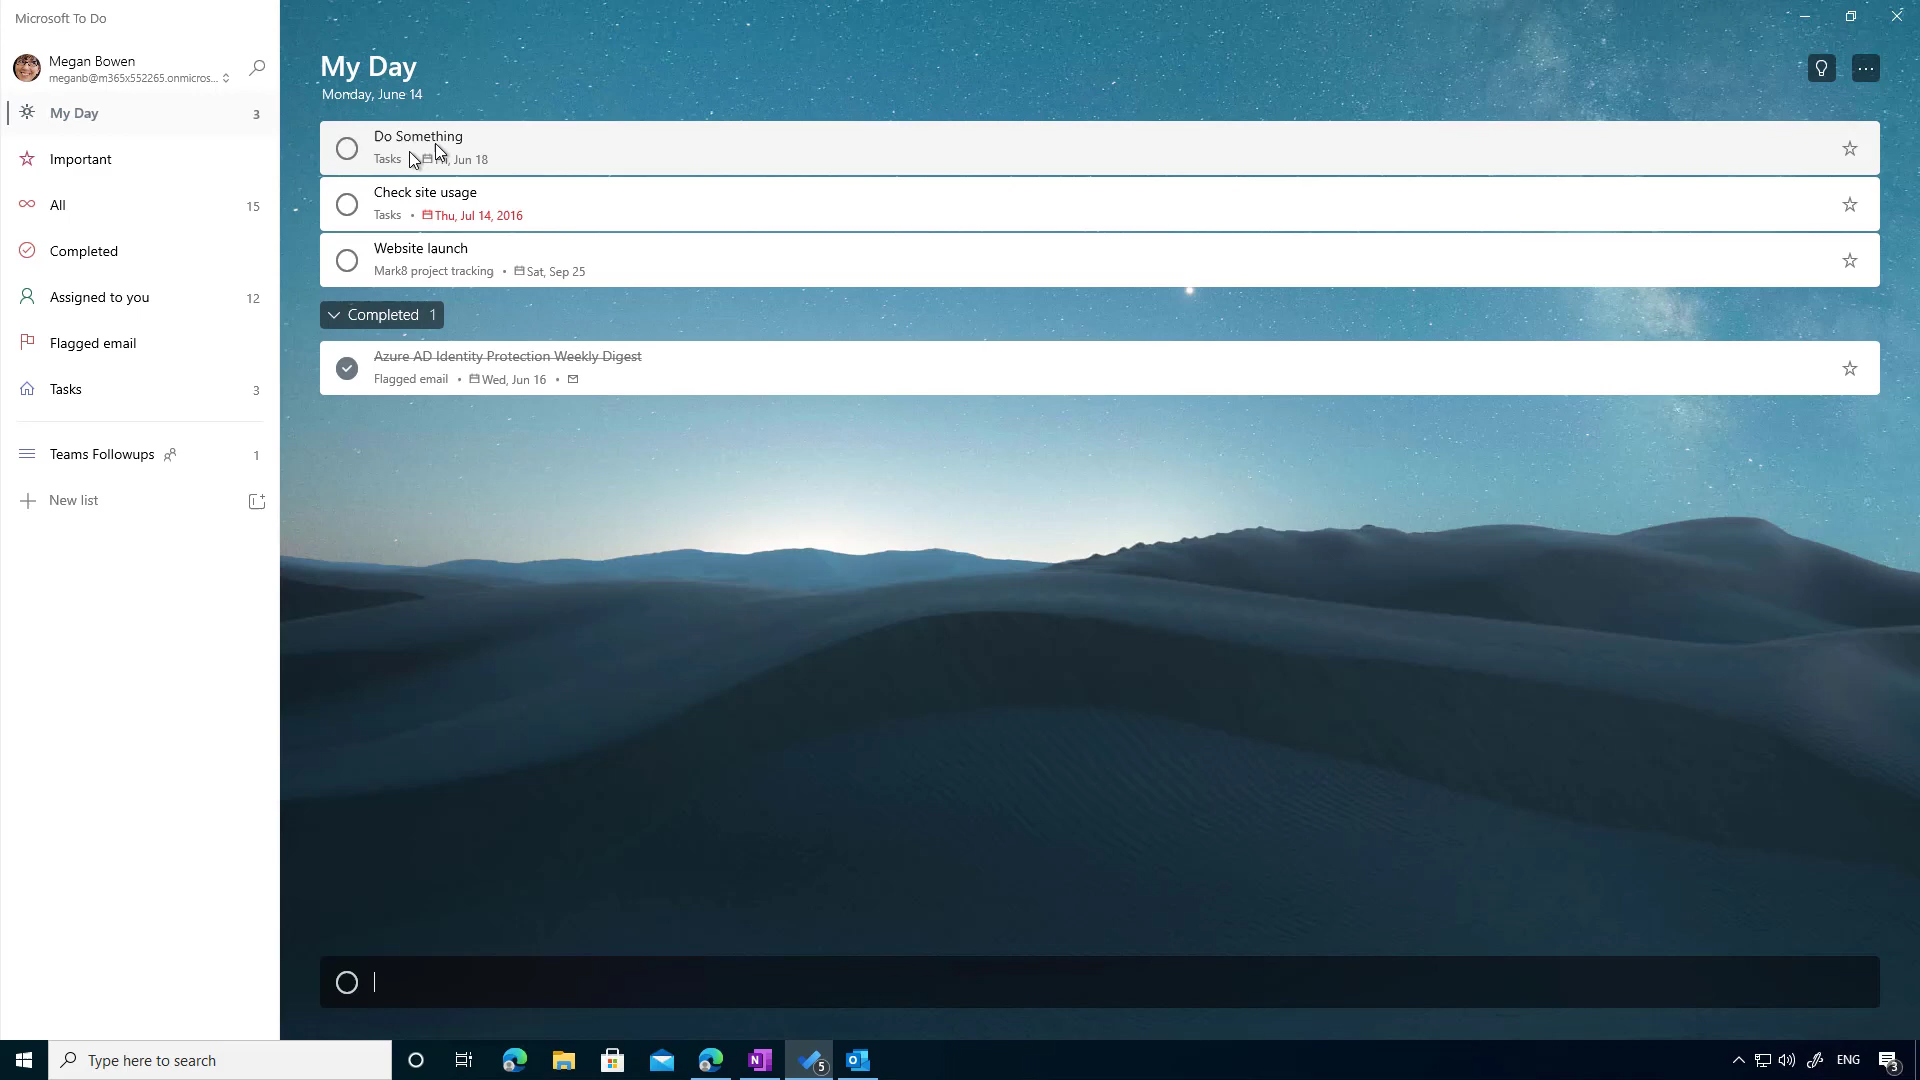 Microsoft To Do
Megan Bowen
meganb@m365x552265.onmicros...
My Day 3
Important
All 15
Completed
Assigned to you 12
Flagged email
Tasks 3
Teams Followups 1
New list
My Day
Monday, June 14
Do Something
Tasks Jun 18
Check site usage
Tasks • Thu, Jul 14, 2016
Website launch
Mark8 project tracking • Sat, Sep 25
Completed 1
Azure AD Identity Protection Weekly Digest
Flagged email • Wed, Jun 16 •
Type here to search
5
ENG
3